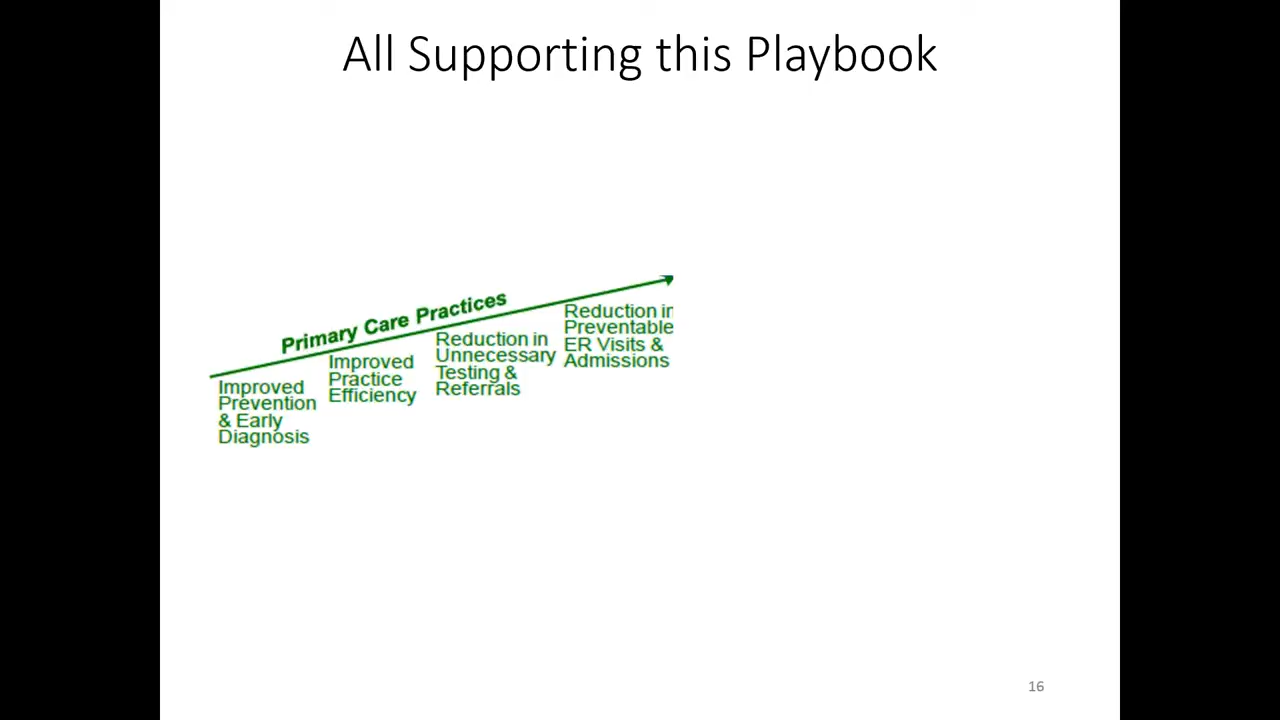 All Supporting this Playbook
Primary Care Practices
Improved
Prevention
& Early
Diagnosis
Improved
Practice
Efficiency
Reduction in
Unnecessary
Testing &
Referrals
Reduction in
Preventable
ER Visits &
Admissions
16